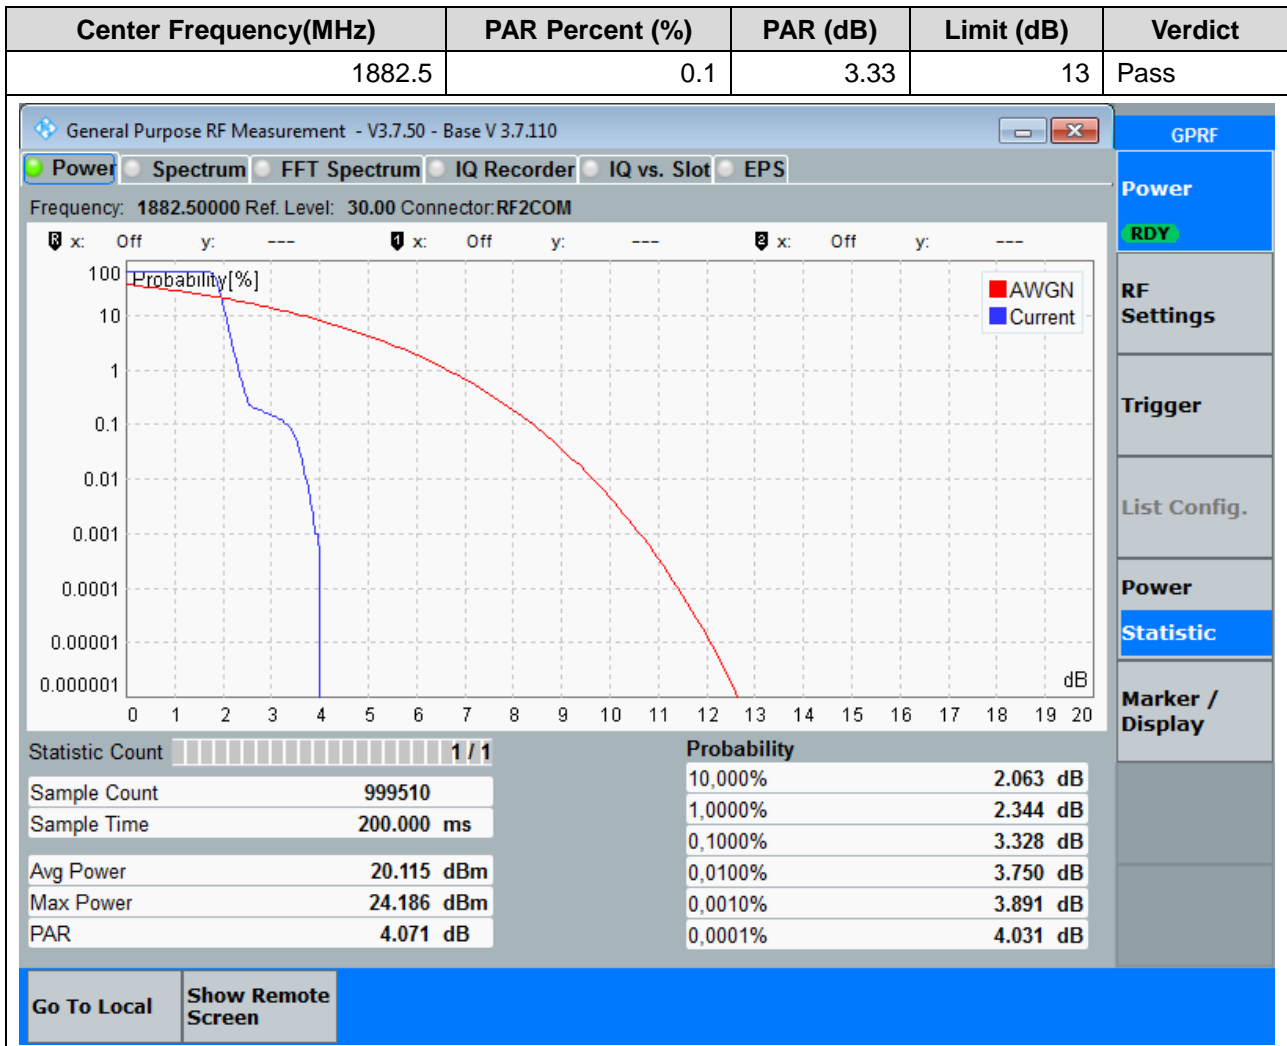 Center Frequency(MHz) PAR Percent (%) PAR (dB) Limit (dB) Verdict
1882.5 0.1 3.33 13 Pass
General Purpose RF Measurement - V3.7.50 - Base V 3.7.110
GPRF
Power Spectrum FFT Spectrum IQ Recorder IQ vs. Slot EPS
Power
RDY
Frequency: 1882.50000 Ref. Level: 30.00 Connector: RF2COM
R x: Off y: --- 1 x: Off y: --- 2 x: Off y: ---
Probability[%]
100
10
1
0.1
0.01
0.001
0.0001
0.00001
0.000001
AWGN
Current
dB
0 1 2 3 4 5 6 7 8 9 10 11 12 13 14 15 16 17 18 19 20
RF
Settings
Trigger
List Config.
Power
Statistic
Marker /
Display
Statistic Count 1 / 1
Sample Count 999510
Sample Time 200.000 ms
Avg Power 20.115 dBm
Max Power 24.186 dBm
PAR 4.071 dB
Probability
10,000% 2.063 dB
1,0000% 2.344 dB
0,1000% 3.328 dB
0,0100% 3.750 dB
0,0010% 3.891 dB
0,0001% 4.031 dB
Go To Local
Show Remote
Screen